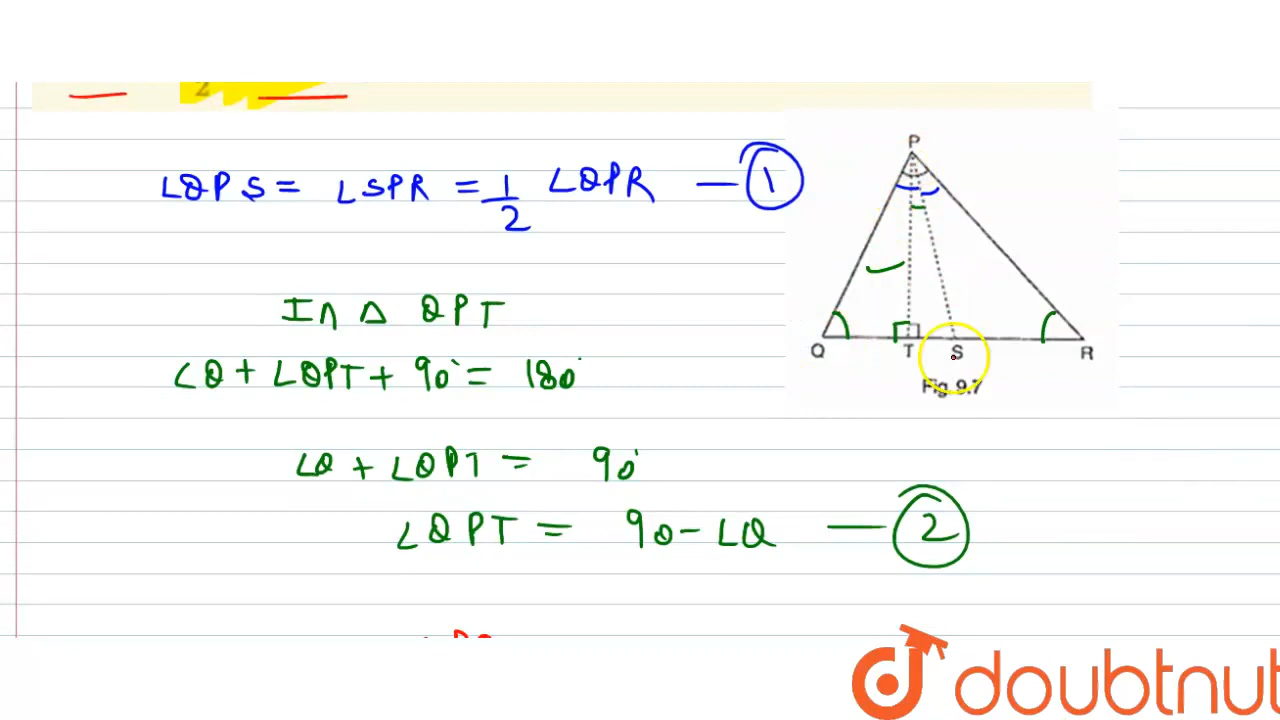 2
∠QPS = ∠SPR = 1/2 ∠QPR — 1
In Δ QPT
∠Q + ∠QPT + 90° = 180°
∠Q + ∠QPT = 90°
∠QPT = 90 - ∠Q — 2
P
Q T S R
Fig 9.7
doubtnut